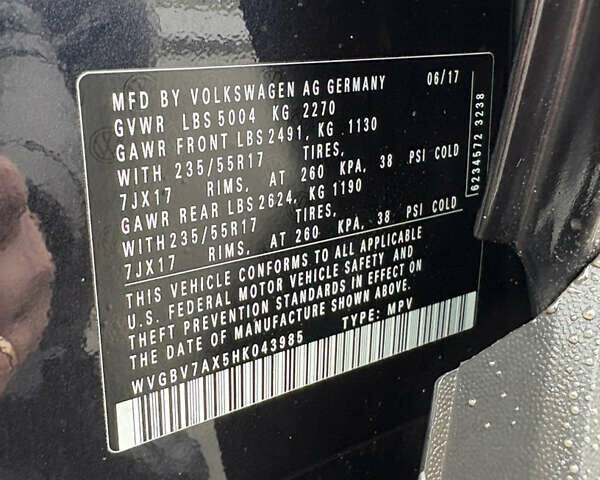 MFD BY VOLKSWAGEN AG GERMANY 06/17
GVWR LBS 5004 KG 2270
GAWR FRONT LBS 2491, KG 1130
WITH 235/55R17 TIRES,
7JX17 RIMS, AT 260 KPA, 38 PSI COLD
GAWR REAR LBS 2624, KG 1190
WITH 235/55R17 TIRES,
7JX17 RIMS, AT 260 KPA, 38 PSI COLD
THIS VEHICLE CONFORMS TO ALL APPLICABLE
U.S. FEDERAL MOTOR VEHICLE SAFETY AND
THEFT PREVENTION STANDARDS IN EFFECT ON
THE DATE OF MANUFACTURE SHOWN ABOVE.
WVGBV7AX5HK043985 TYPE: MPV
6234572 3238